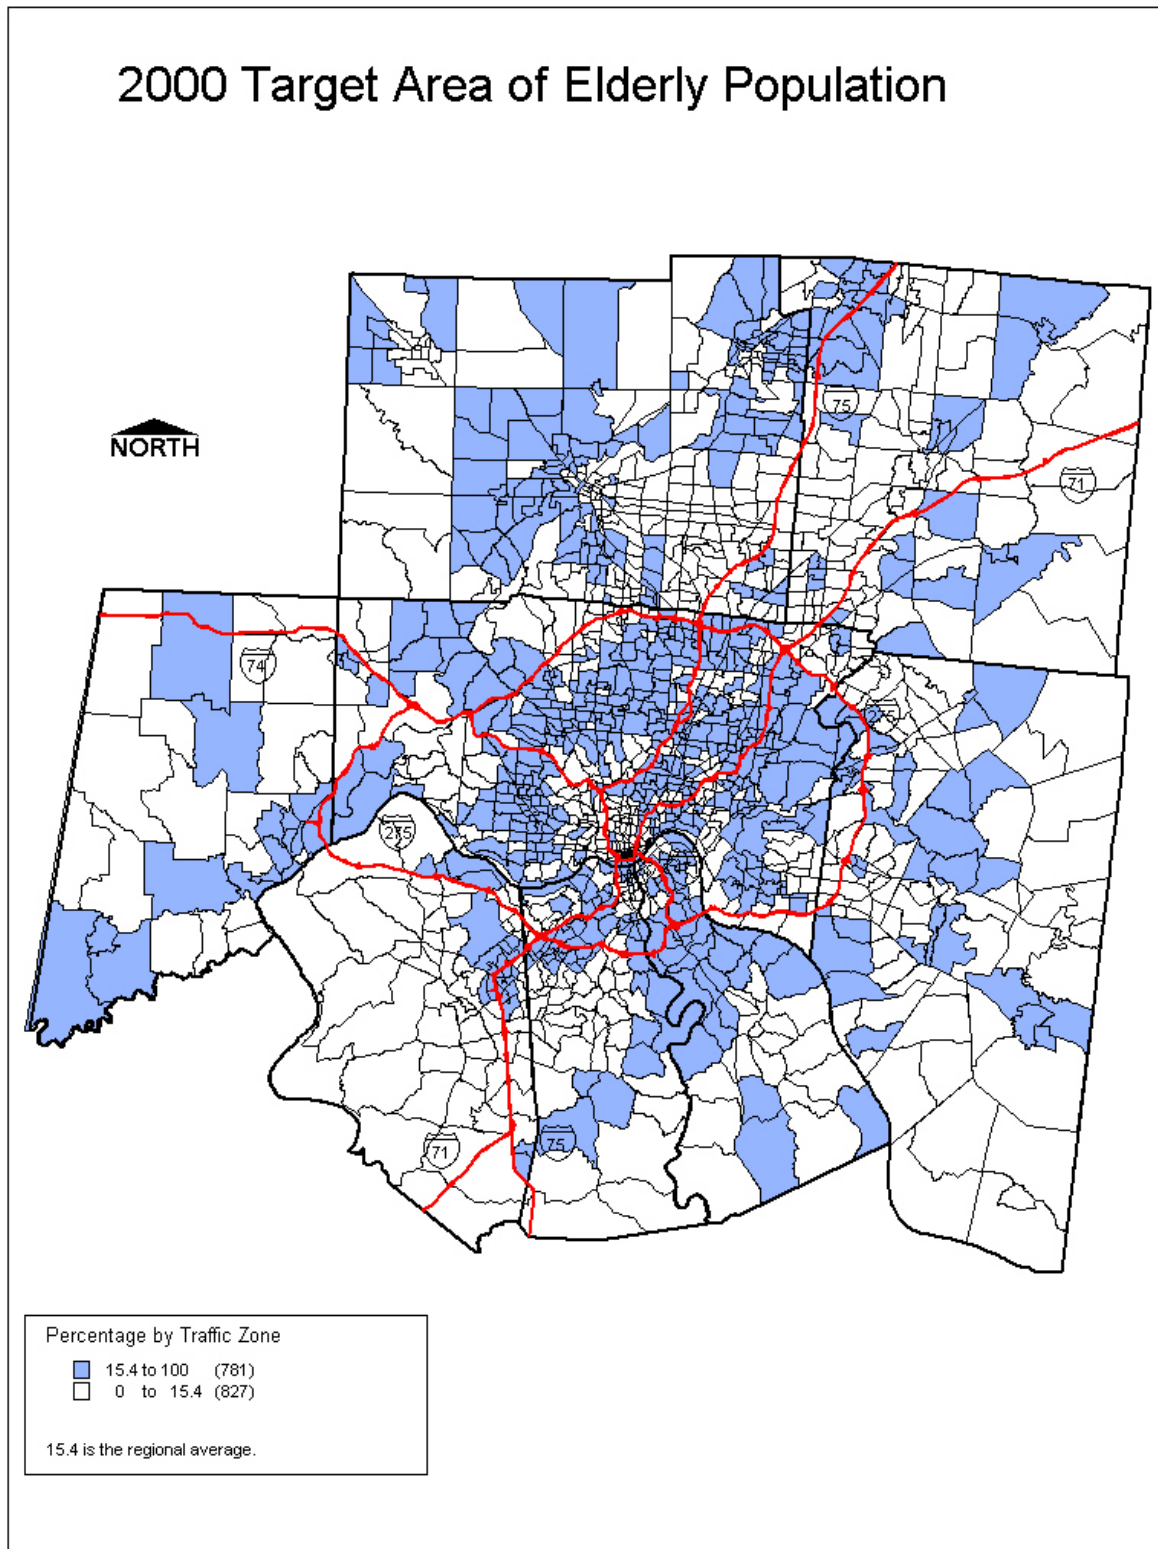 2000 Target Area of Elderly Population
75
NORTH
71
74
275
275
71
75
Percentage by Traffic Zone
15.4 to 100 (781)
0 to 15.4 (827)
15.4 is the regional average.